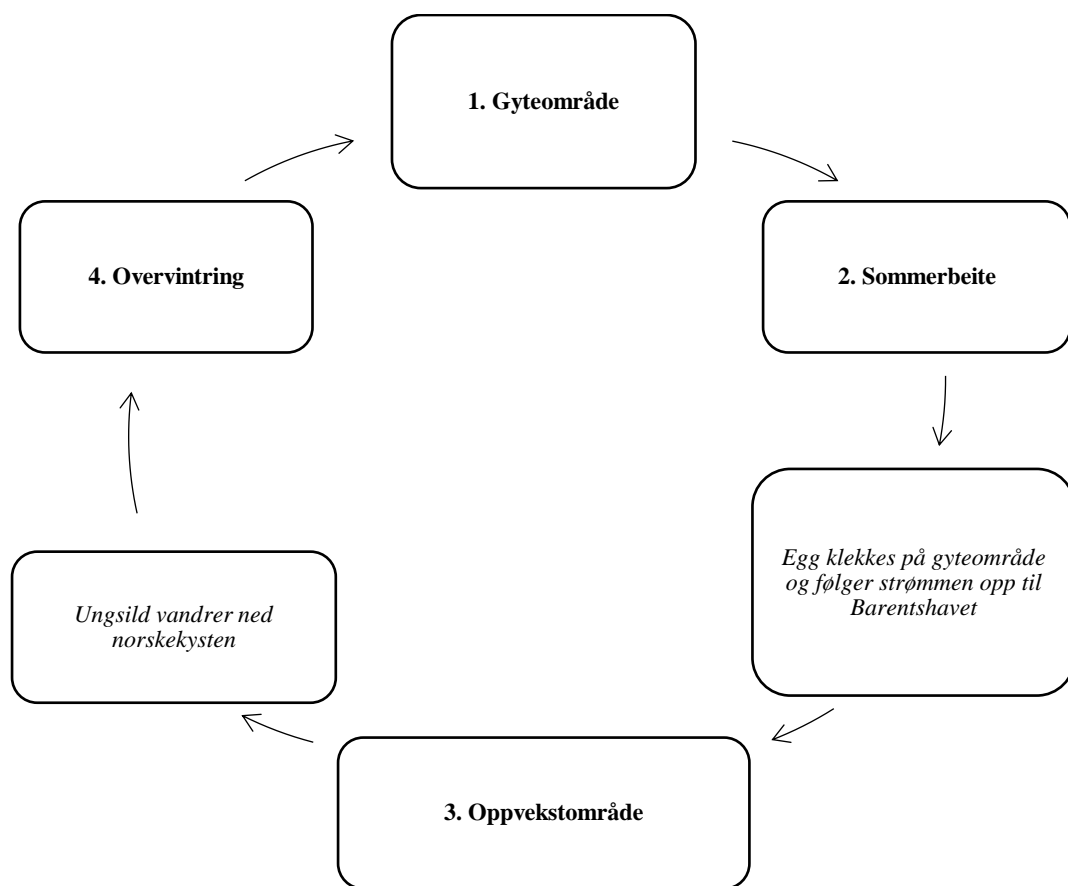 1. Gyteområde
2. Sommerbeite
Egg klekkes på gyteområde
og følger strømmen opp til
Barentshavet
3. Oppvekstområde
Ungsild vandrer ned
norskekysten
4. Overvintring